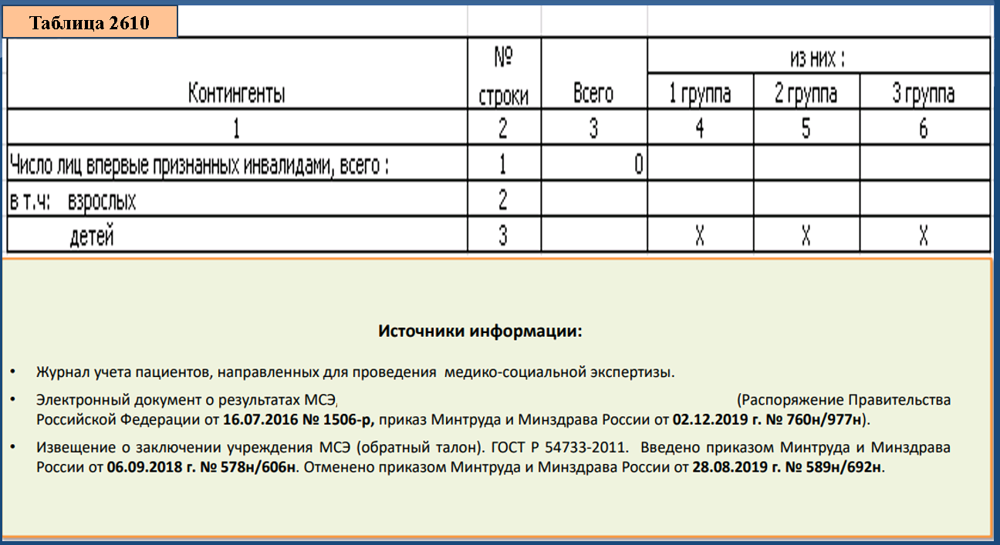 Таблица 2610
Контингенты № строки Всего из них :
1 группа 2 группа 3 группа
1 2 3 4 5 6
Число лиц впервые признанных инвалидами, всего : 1 0
в т.ч: взрослых 2
детей 3 X X X
Источники информации:
• Журнал учета пациентов, направленных для проведения медико-социальной экспертизы.
• Электронный документ о результатах МСЭ, (Распоряжение Правительства
Российской Федерации от 16.07.2016 № 1506-р, приказ Минтруда и Минздрава России от 02.12.2019 г. № 760н/977н).
• Извещение о заключении учреждения МСЭ (обратный талон). ГОСТ Р 54733-2011. Введено приказом Минтруда и Минздрава
России от 06.09.2018 г. № 578н/606н. Отменено приказом Минтруда и Минздрава России от 28.08.2019 г. № 589н/692н.